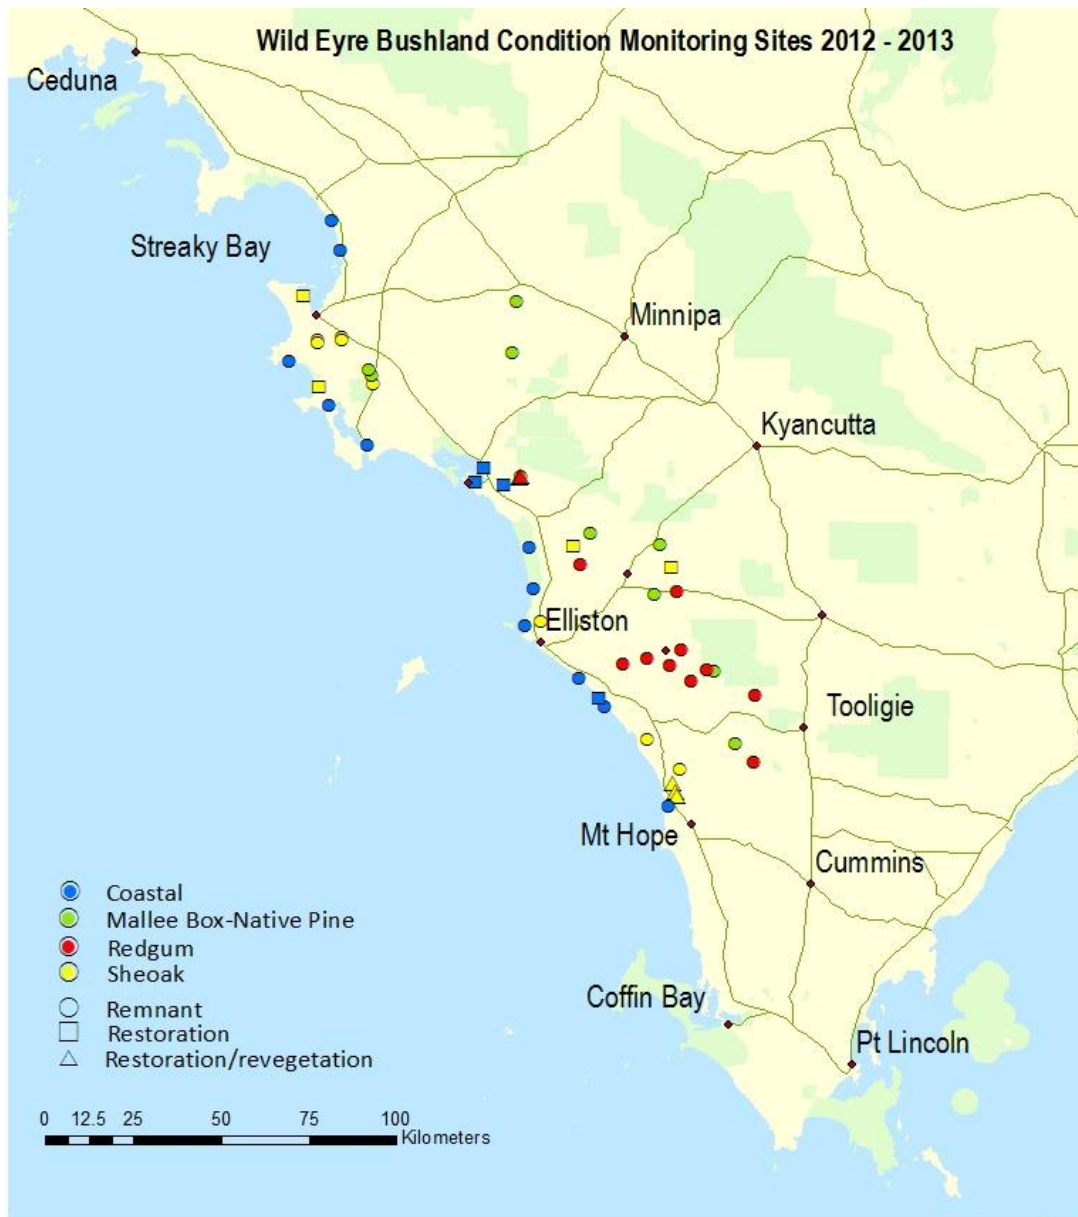 Wild Eyre Bushland Condition Monitoring Sites 2012 - 2013
Ceduna
Streaky Bay
Minnipa
Kyancutta
Elliston
Tooligie
Mt Hope
Cummins
Coastal
Mallee Box-Native Pine
Redgum
Sheoak
Remnant
Restoration
Restoration/revegetation
Coffin Bay
Pt Lincoln
0 12.5 25 50 75 100
Kilometers